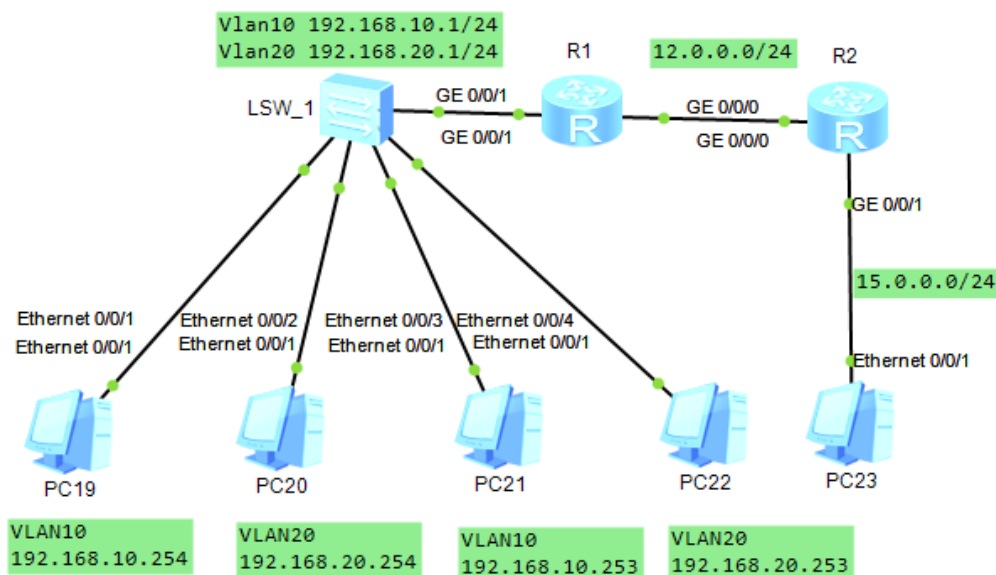 Vlan10 192.168.10.1/24
Vlan20 192.168.20.1/24
R1
12.0.0.0/24
R2
LSW_1
GE 0/0/1
GE 0/0/1
GE 0/0/0
GE 0/0/0
R
R
GE 0/0/1
15.0.0.0/24
Ethernet 0/0/1
Ethernet 0/0/1
Ethernet 0/0/2
Ethernet 0/0/1
Ethernet 0/0/3
Ethernet 0/0/1
Ethernet 0/0/4
Ethernet 0/0/1
Ethernet 0/0/1
PC19
PC20
PC21
PC22
PC23
VLAN10
192.168.10.254
VLAN20
192.168.20.254
VLAN10
192.168.10.253
VLAN20
192.168.20.253